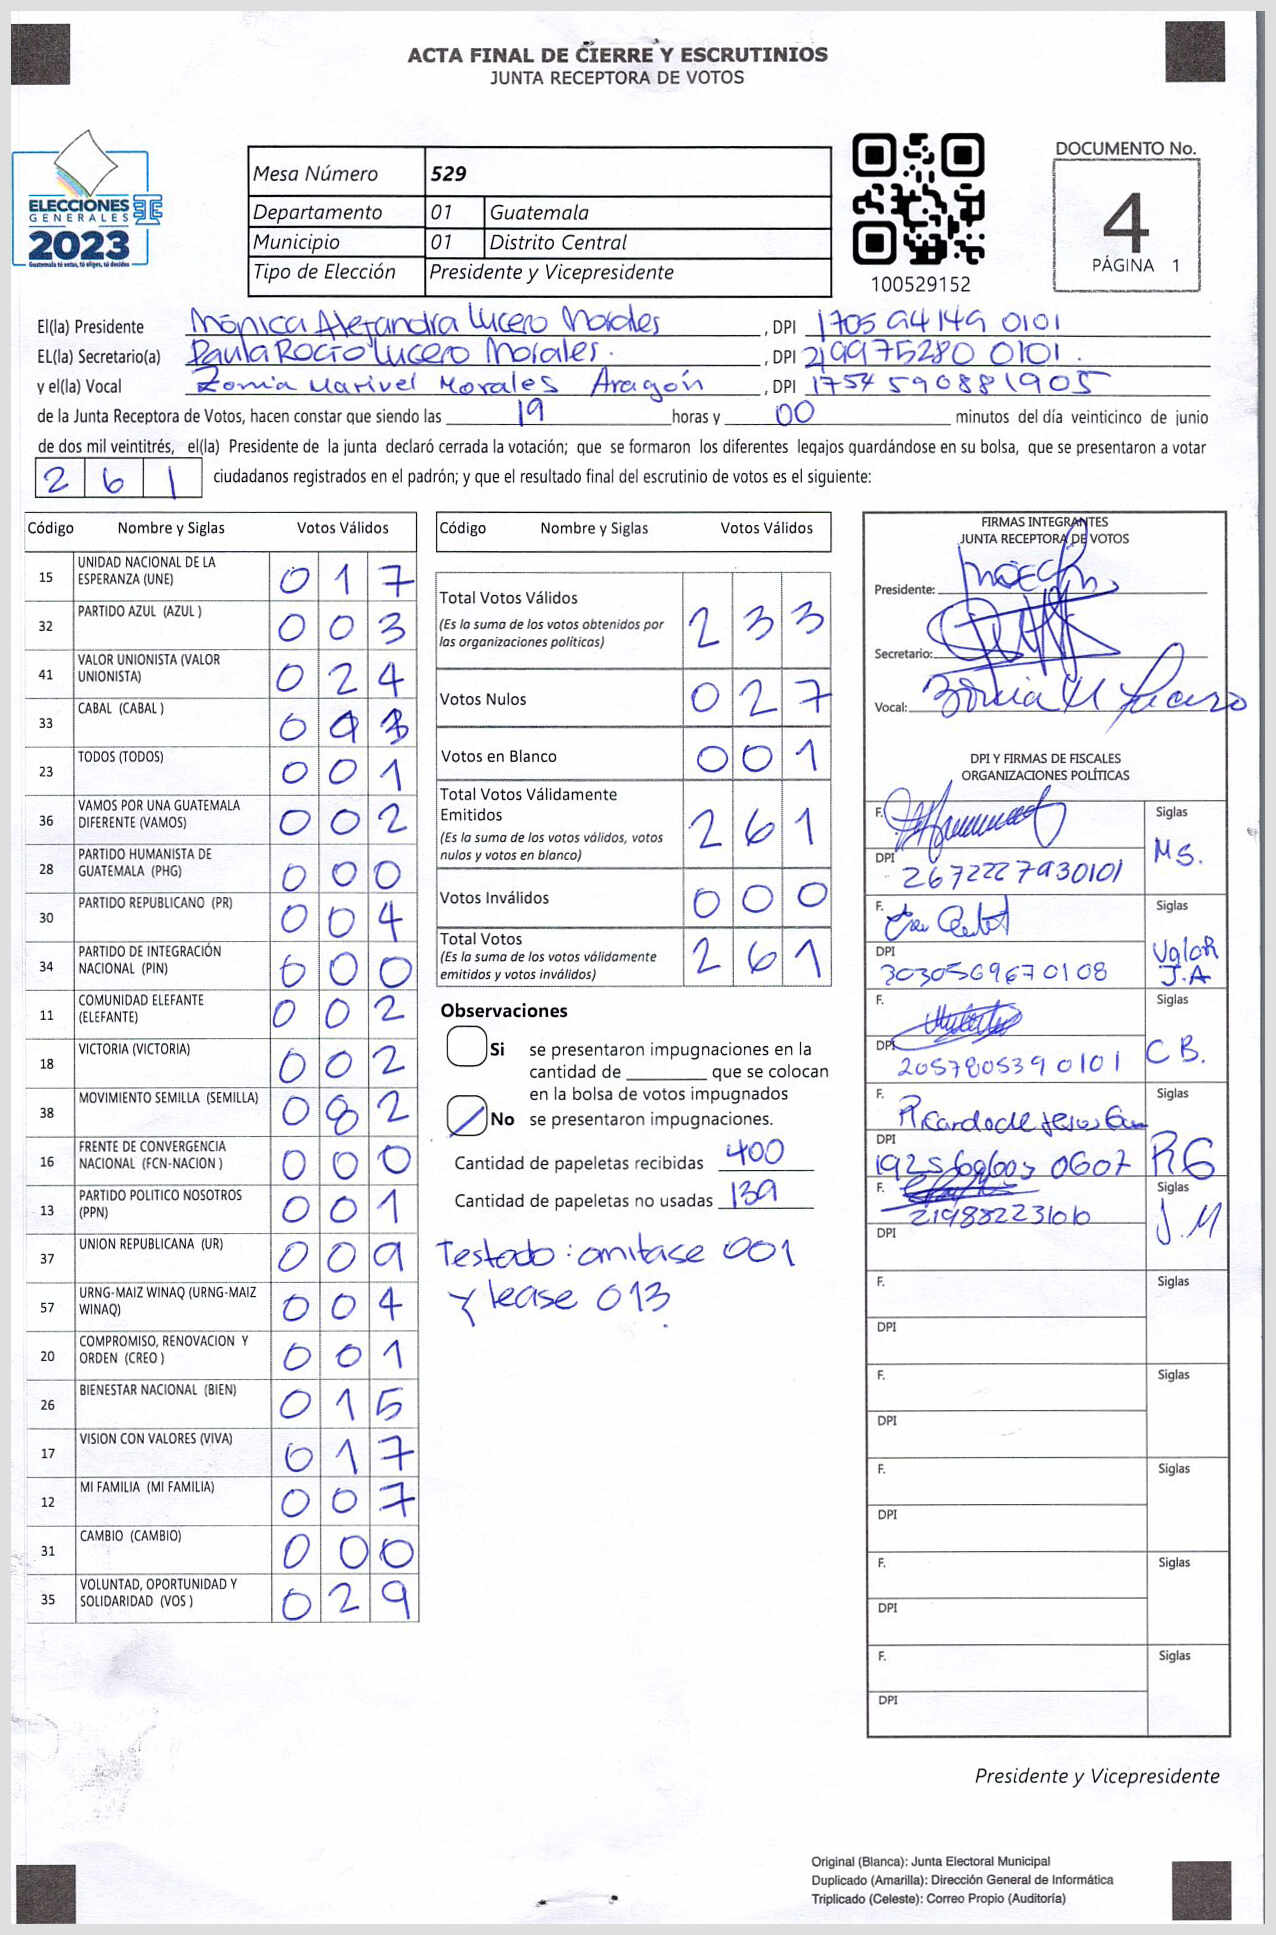 ACTA FINAL DE CIERRE Y ESCRUTINIOS
JUNTA RECEPTORA DE VOTOS
ELECCIONES
GENERALES
2023
Guatemala tú votas, tú eliges, tú decides
Mesa Número 529
Departamento 01 Guatemala
Municipio 01 Distrito Central
Tipo de Elección Presidente y Vicepresidente
100529152
DOCUMENTO No.
4
PÁGINA 1
El(la) Presidente Mónica Alejandra Lucero Morales, DPI 1705 94149 0101
EL(la) Secretario(a) Paula Rocío Lucero Morales., DPI 219975280 0101.
y el(la) Vocal Zonia Marivel Morales Aragón, DPI 1754 590881905
de la Junta Receptora de Votos, hacen constar que siendo las 19 horas y 00 minutos del día veinticinco de junio
de dos mil veintitrés, el(la) Presidente de la junta declaró cerrada la votación; que se formaron los diferentes legajos guardándose en su bolsa, que se presentaron a votar
2 6 1 ciudadanos registrados en el padrón; y que el resultado final del escrutinio de votos es el siguiente:
Código Nombre y Siglas Votos Válidos
15 UNIDAD NACIONAL DE LA ESPERANZA (UNE) 0 1 7
32 PARTIDO AZUL (AZUL ) 0 0 3
41 VALOR UNIONISTA (VALOR UNIONISTA) 0 2 4
33 CABAL (CABAL )
23 TODOS (TODOS) 0 0 1
36 VAMOS POR UNA GUATEMALA DIFERENTE (VAMOS) 0 0 2
28 PARTIDO HUMANISTA DE GUATEMALA (PHG) 0 0 0
30 PARTIDO REPUBLICANO (PR) 0 0 4
34 PARTIDO DE INTEGRACIÓN NACIONAL (PIN) 0 0 0
11 COMUNIDAD ELEFANTE (ELEFANTE) 0 0 2
18 VICTORIA (VICTORIA) 0 0 2
38 MOVIMIENTO SEMILLA (SEMILLA) 0 8 2
16 FRENTE DE CONVERGENCIA NACIONAL (FCN-NACION ) 0 0 0
13 PARTIDO POLITICO NOSOTROS (PPN) 0 0 1
37 UNION REPUBLICANA (UR) 0 0 9
57 URNG-MAIZ WINAQ (URNG-MAIZ WINAQ) 0 0 4
20 COMPROMISO, RENOVACION Y ORDEN (CREO ) 0 0 1
26 BIENESTAR NACIONAL (BIEN) 0 1 5
17 VISION CON VALORES (VIVA) 0 1 7
12 MI FAMILIA (MI FAMILIA) 0 0 7
31 CAMBIO (CAMBIO) 0 0 0
35 VOLUNTAD, OPORTUNIDAD Y SOLIDARIDAD (VOS ) 0 2 9
Código Nombre y Siglas Votos Válidos
Total Votos Válidos 2 3 3
(Es la suma de los votos obtenidos por
las organizaciones políticas)
Votos Nulos 0 2 7
Votos en Blanco 0 0 1
Total Votos Válidamente
Emitidos 2 6 1
(Es la suma de los votos válidos, votos
nulos y votos en blanco)
Votos Inválidos 0 0 0
Total Votos 2 6 1
(Es la suma de los votos válidamente
emitidos y votos inválidos)
Observaciones
Si se presentaron impugnaciones en la
cantidad de ________ que se colocan
en la bolsa de votos impugnados
No se presentaron impugnaciones.
Cantidad de papeletas recibidas 400
Cantidad de papeletas no usadas 139
Testado: omitase 001
y lease 013
FIRMAS INTEGRANTES
JUNTA RECEPTORA DE VOTOS
Presidente:
Secretario:
Vocal:
DPI Y FIRMAS DE FISCALES
ORGANIZACIONES POLÍTICAS
F. Siglas
MS.
DPI 2672227930101
F. Siglas
Valor
J.A
DPI 3030569670108
F. Siglas
C B.
DPI 205780539 0101
F. Ricardo de Jesus Siglas
RG
DPI
F. Siglas
J.M
DPI
F. Siglas
DPI
F. Siglas
DPI
F. Siglas
DPI
F. Siglas
DPI
F. Siglas
DPI
Presidente y Vicepresidente
Original (Blanca): Junta Electoral Municipal
Duplicado (Amarilla): Dirección General de Informática
Triplicado (Celeste): Correo Propio (Auditoría)